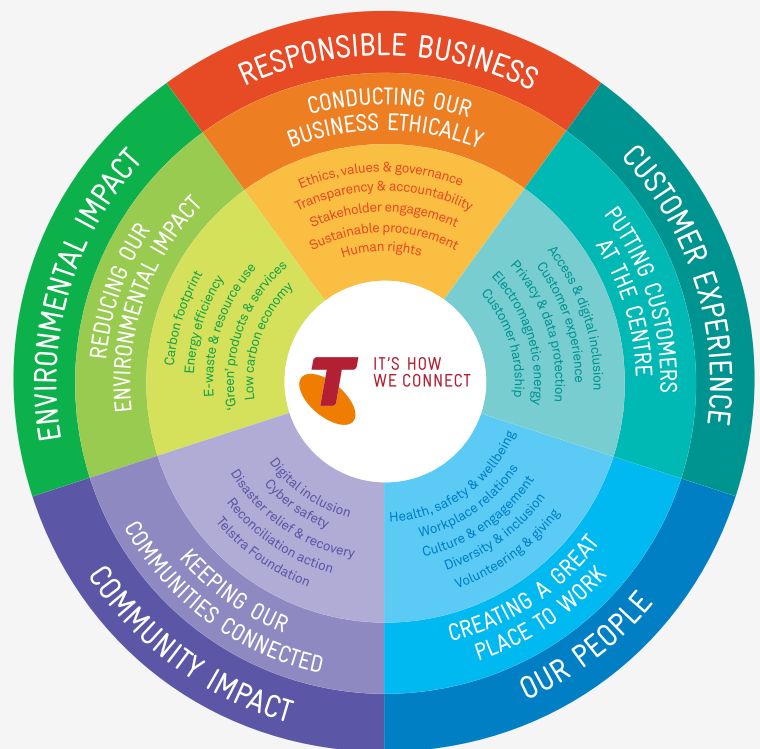 RESPONSIBLE BUSINESS
CONDUCTING OUR
BUSINESS ETHICALLY
Ethics, values & governance
Transparency & accountability
Stakeholder engagement
Sustainable procurement
Human rights
CUSTOMER EXPERIENCE
PUTTING CUSTOMERS
AT THE CENTRE
Access & digital inclusion
Customer experience
Privacy & data protection
Electromagnetic energy
Customer hardship
OUR PEOPLE
CREATING A GREAT
PLACE TO WORK
Health, safety & wellbeing
Workplace relations
Culture & engagement
Diversity & inclusion
Volunteering & giving
COMMUNITY IMPACT
KEEPING OUR
COMMUNITIES CONNECTED
Digital inclusion
Cyber safety
Disaster relief & recovery
Reconciliation action
Telstra Foundation
ENVIRONMENTAL IMPACT
REDUCING OUR
ENVIRONMENTAL IMPACT
Carbon footprint
Energy efficiency
E-waste & resource use
‘Green’ products & services
Low carbon economy
T
IT'S HOW
WE CONNECT